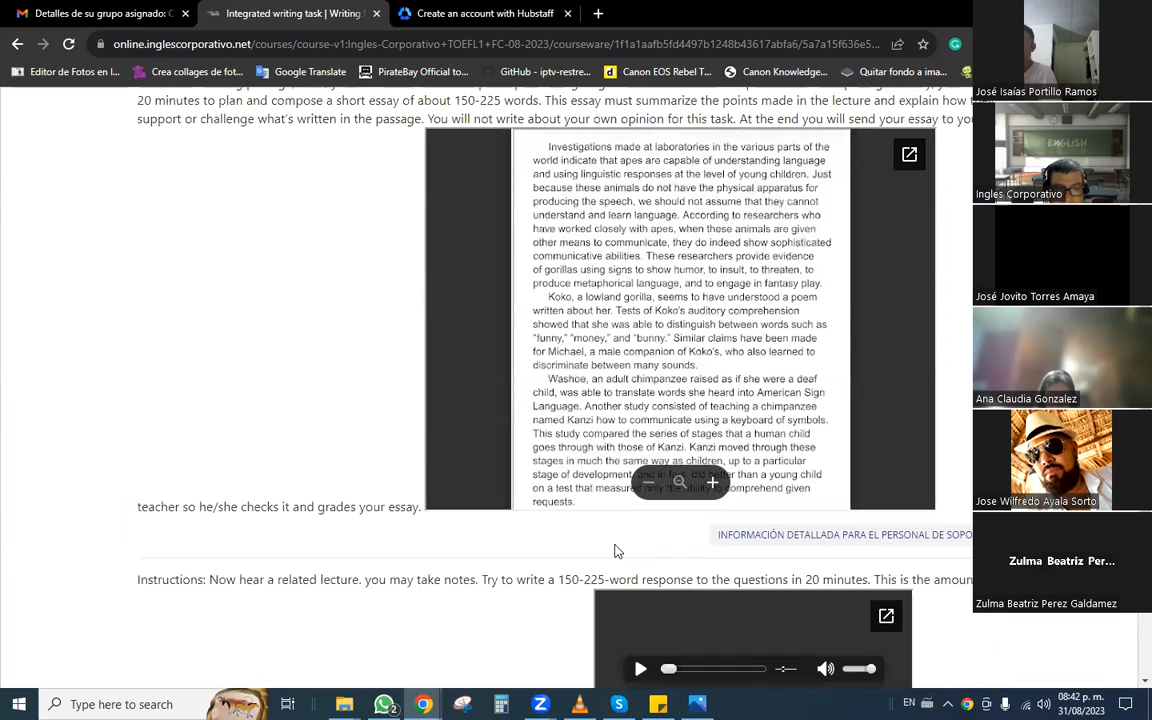 Detalles de su grupo asignado: C
Integrated writing task | Writing
Create an account with Hubstaff
online.inglescorporativo.net/courses/course-v1:Ingles-Corporativo+TOEFL1+FC-08-2023/courseware/1f1a1aafb5fd4497b1248b43617abfa6/5a7a15f636e5...
Editor de Fotos en l...
Crea collages de fot...
Google Translate
PirateBay Official to...
GitHub - iptv-restre...
Canon EOS Rebel T...
Canon Knowledge...
Quitar fondo a ima...
20 minutes to plan and compose a short essay of about 150-225 words. This essay must summarize the points made in the lecture and explain how
support or challenge what's written in the passage. You will not write about your own opinion for this task. At the end you will send your essay to
Investigations made at laboratories in the various parts of the
world indicate that apes are capable of understanding language
and using linguistic responses at the level of young children. Just
because these animals do not have the physical apparatus for
producing the speech, we should not assume that they cannot
understand and learn language. According to researchers who
have worked closely with apes, when these animals are given
other means to communicate, they do indeed show sophisticated
communicative abilities. These researchers provide evidence
of gorillas using signs to show humor, to insult, to threaten, to
produce metaphorical language, and to engage in fantasy play.
Koko, a lowland gorilla, seems to have understood a poem
written about her. Tests of Koko's auditory comprehension
showed that she was able to distinguish between words such as
"funny," "money," and "bunny." Similar claims have been made
for Michael, a male companion of Koko's, who also learned to
discriminate between many sounds.
Washoe, an adult chimpanzee raised as if she were a deaf
child, was able to translate words she heard into American Sign
Language. Another study consisted of teaching a chimpanzee
named Kanzi how to communicate using a keyboard of symbols.
This study compared the series of stages that a human child
goes through with those of Kanzi. Kanzi moved through these
stages in much the same way as children, up to a particular
stage of development, and in fact, did better than a young child
on a test that measured only the ability to comprehend given
requests.
teacher so he/she checks it and grades your essay.
INFORMACIÓN DETALLADA PARA EL PERSONAL DE SOPO
Instructions: Now hear a related lecture. you may take notes. Try to write a 150-225-word response to the questions in 20 minutes. This is the amoun
José Isaías Portillo Ramos
ENGLISH
Ingles Corporativo
José Jovito Torres Amaya
Ana Claudia Gonzalez
Jose Wilfredo Ayala Sorto
Zulma Beatriz Per...
Zulma Beatriz Perez Galdamez
Type here to search
2
EN
08:42 p. m.
31/08/2023